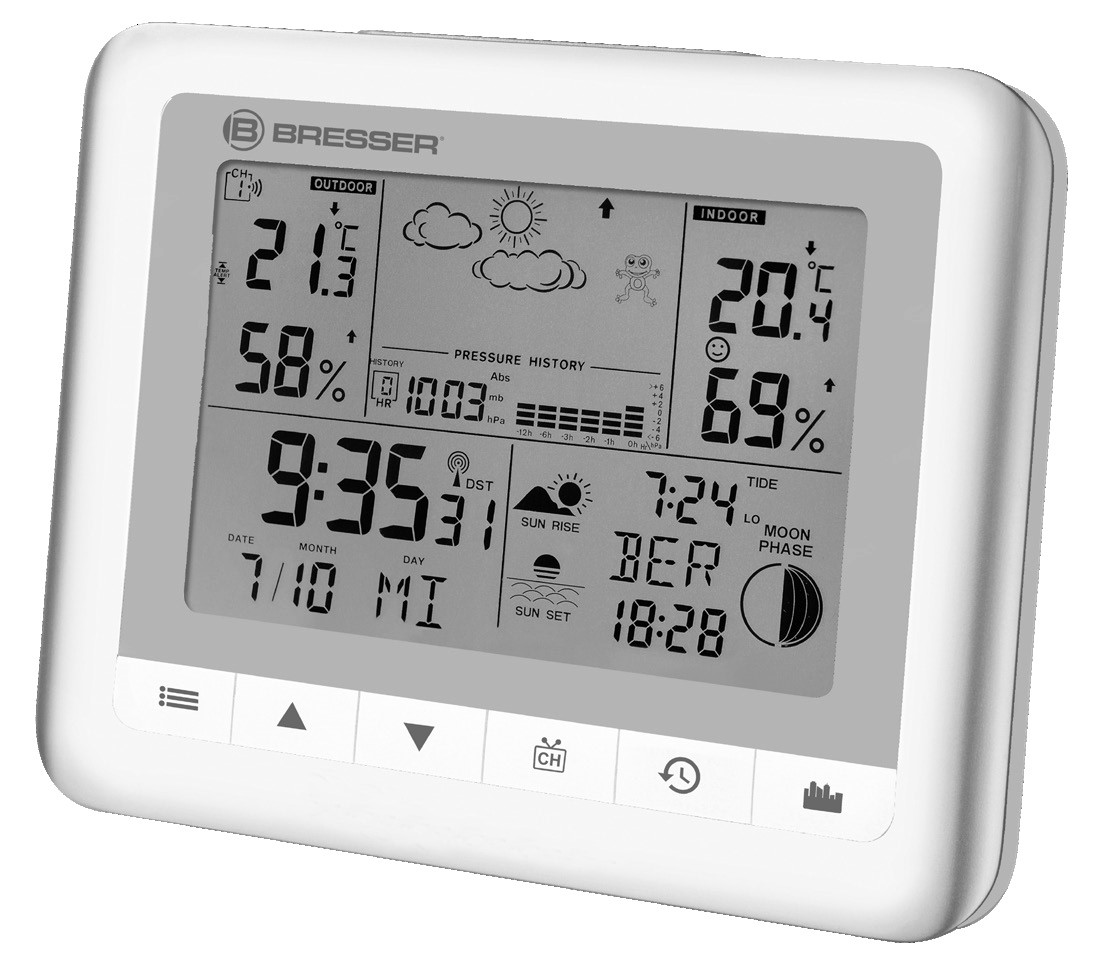 B BRESSER
CH
1
OUTDOOR
21.3 °C
TEMP
ALERT
58%
PRESSURE HISTORY
HISTORY
0
HR
1003
Abs
mb
hPa
>+6
+4
+2
0
-2
-4
<-6
-12h -6h -3h -2h -1h 0h
INDOOR
20.4 °C
69%
9:35 31
DST
DATE MONTH DAY
7/10 MI
SUN RISE
7:24
TIDE
LO
BER
MOON
PHASE
SUN SET
18:28
CH